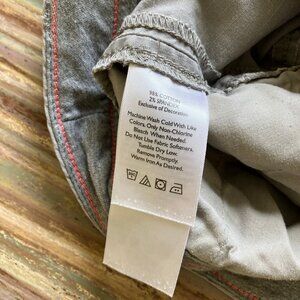 98% COTTON
2% SPANDEX
Exclusive of Decoration
Machine Wash Cold With Like
Colors. Only Non-Chlorine
Bleach When Needed.
Do Not Use Fabric Softeners.
Tumble Dry Low.
Remove Promptly.
Warm Iron As Desired.